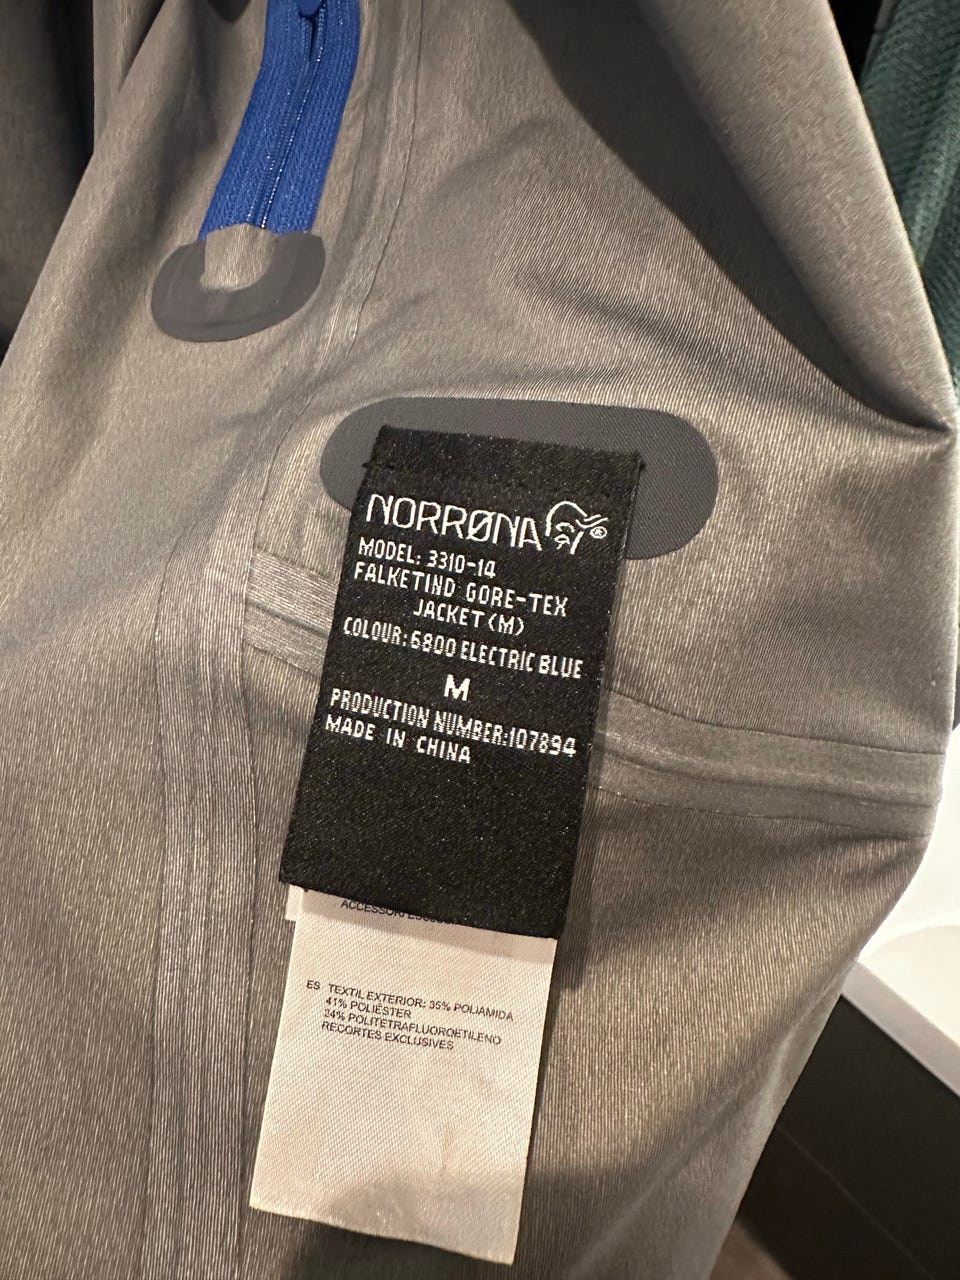 NORRØNA®
MODEL: 3310-14
FALKETIND GORE-TEX
JACKET(M)
COLOUR:6800 ELECTRIC BLUE
M
PRODUCTION NUMBER:107894
MADE IN CHINA
ES TEXTIL EXTERIOR: 35% POLIAMIDA
41% POLIÉSTER
24% POLITETRAFLUOROETILENO
RECORTES EXCLUSIVES